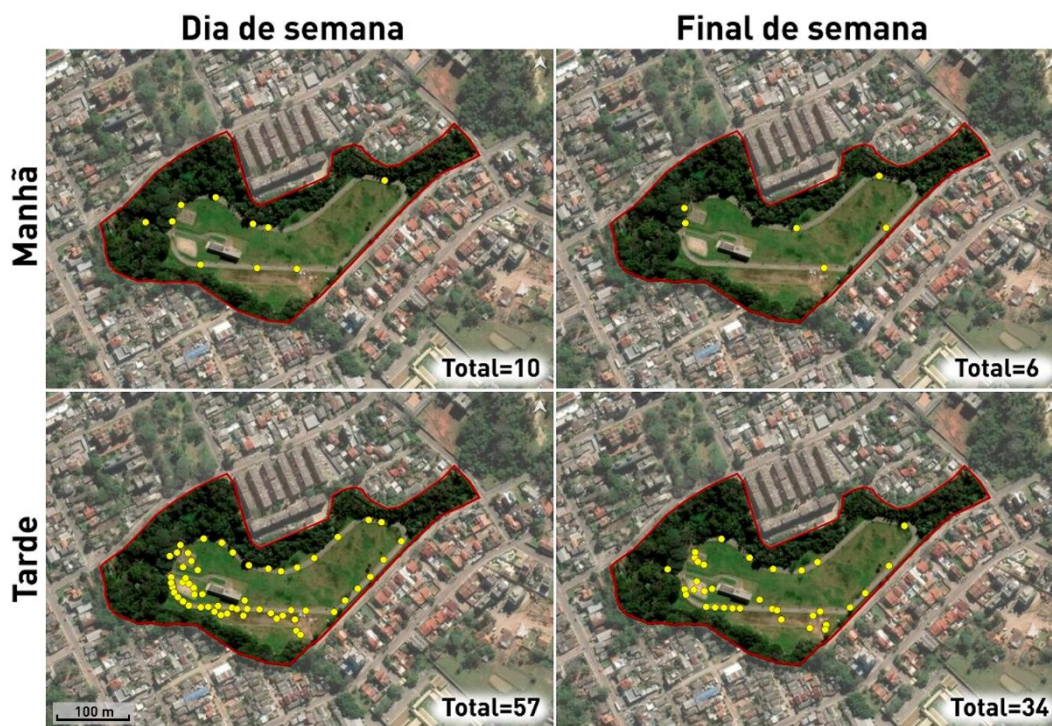 Dia de semana
Final de semana
Manhã
Total=10
Total=6
Tarde
100 m
Total=57
Total=34